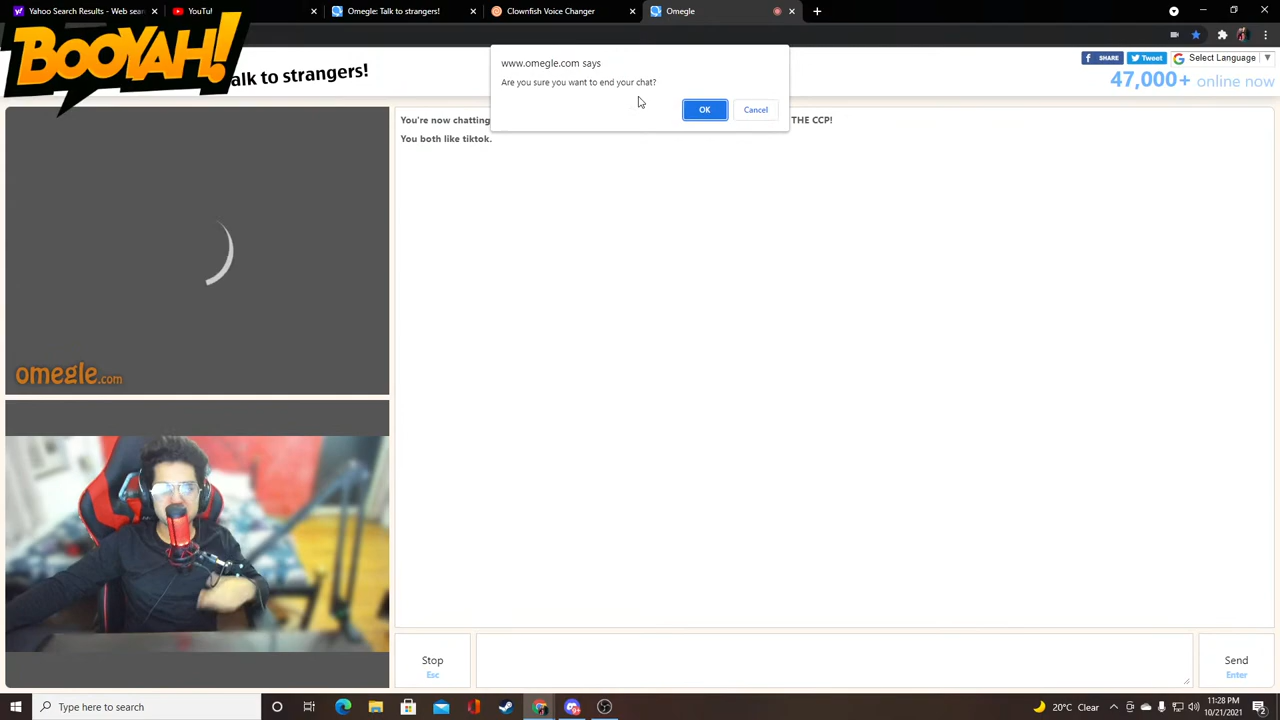 Yahoo Search Results - Web sear
YouTube
Omegle: Talk to strangers!
Clownfish Voice Changer
Omegle
BOOYAH!
alk to strangers!
www.omegle.com says
Are you sure you want to end your chat?
OK
Cancel
SHARE
Tweet
Select Language
47,000+ online now
You're now chatting
THE CCP!
You both like tiktok.
omegle.com
Stop
Esc
Send
Enter
Type here to search
20°C Clear
11:28 PM
10/21/2021
2